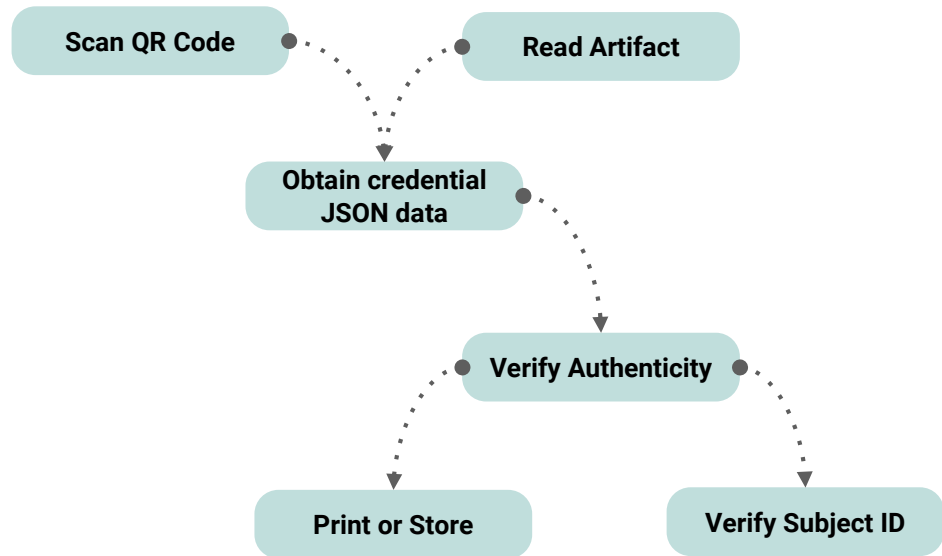 Scan QR Code
Read Artifact
Obtain credential
JSON data
Verify Authenticity
Print or Store
Verify Subject ID